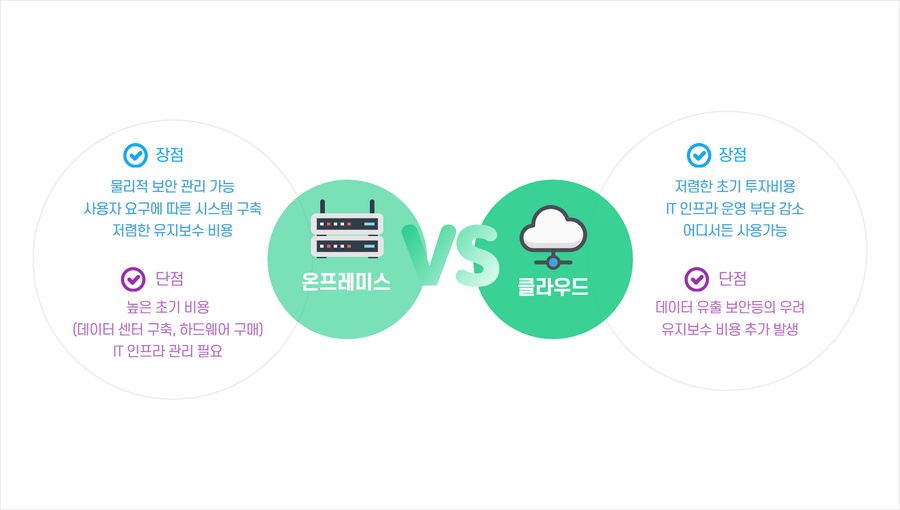 장점
물리적 보안 관리 가능
사용자 요구에 따른 시스템 구축
저렴한 유지보수 비용
단점
높은 초기 비용
(데이터 센터 구축, 하드웨어 구매)
IT 인프라 관리 필요
온프레미스
VS
클라우드
장점
저렴한 초기 투자비용
IT 인프라 운영 부담 감소
어디서든 사용가능
단점
데이터 유출 보안등의 우려
유지보수 비용 추가 발생